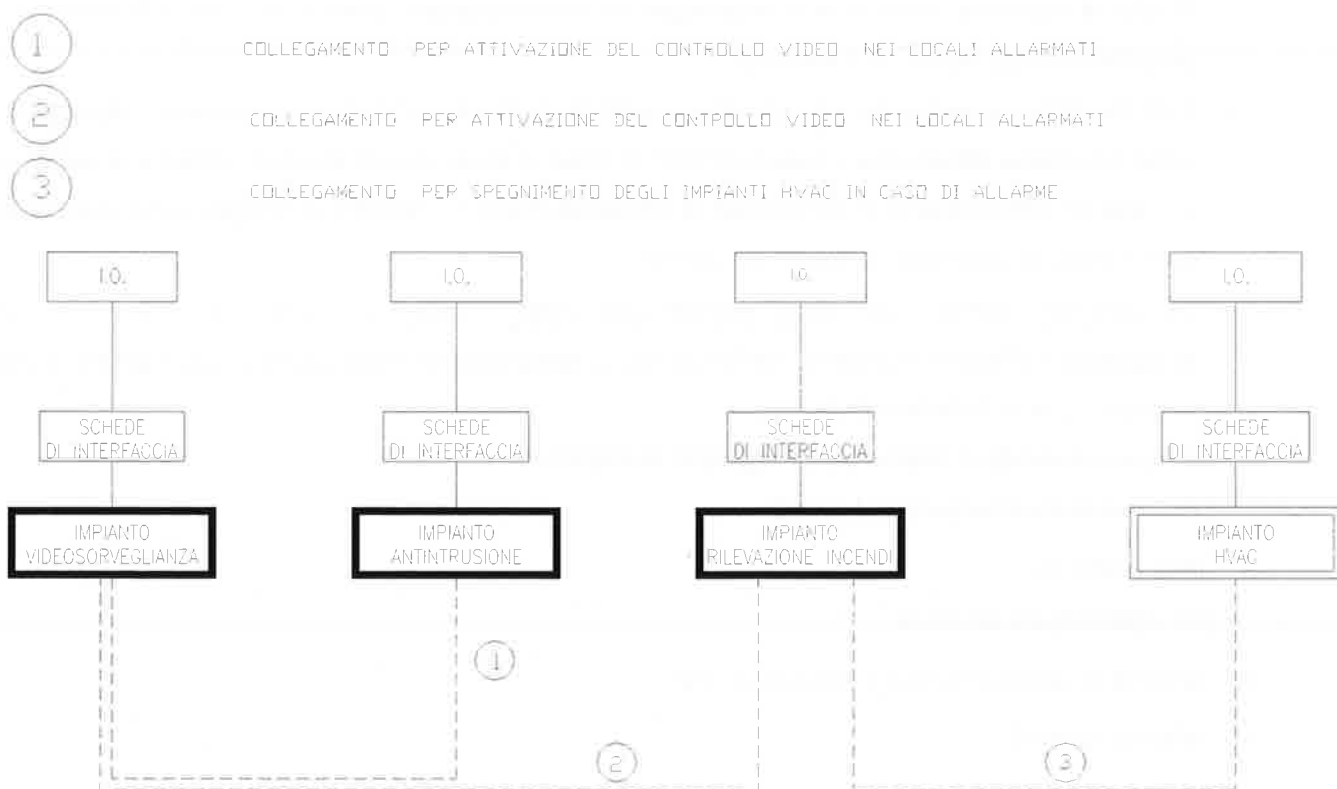 1 COLLEGAMENTO PER ATTIVAZIONE DEL CONTROLLO VIDEO NEI LOCALI ALLARMATI
2 COLLEGAMENTO PER ATTIVAZIONE DEL CONTROLLO VIDEO NEI LOCALI ALLARMATI
3 COLLEGAMENTO PER SPEGNIMENTO DEGLI IMPIANTI HVAC IN CASO DI ALLARME
I.O. I.O. I.O. I.O.
SCHEDE SCHEDE SCHEDE SCHEDE
DI INTERFACCIA DI INTERFACCIA DI INTERFACCIA DI INTERFACCIA
IMPIANTO IMPIANTO IMPIANTO IMPIANTO
VIDEOSORVEGLIANZA ANTINTRUSIONE RILEVAZIONE INCENDI HVAC
1
2 3